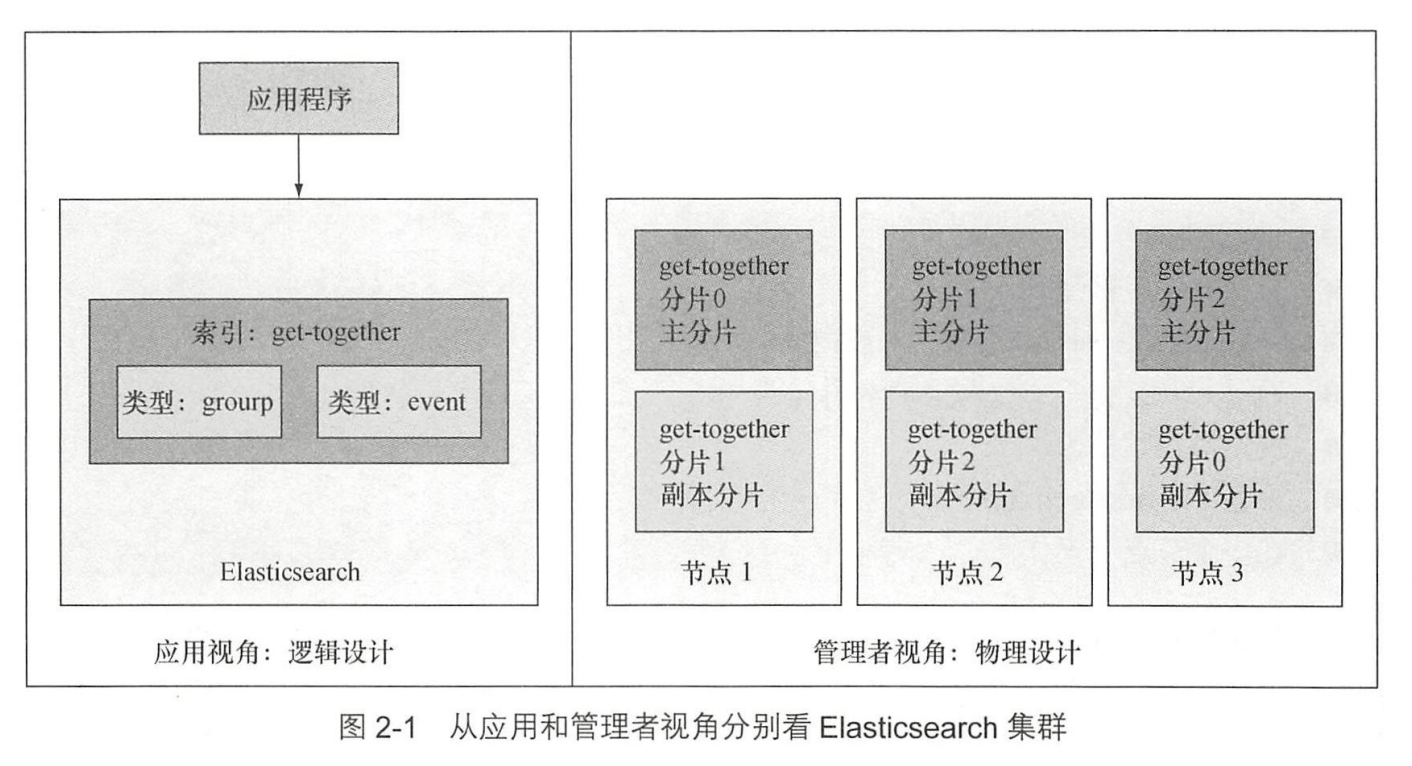 应用程序
索引：get-together
类型：grourp
类型：event
Elasticsearch
应用视角：逻辑设计
get-together
分片0
主分片
get-together
分片1
副本分片
节点 1
get-together
分片1
主分片
get-together
分片2
副本分片
节点 2
get-together
分片2
主分片
get-together
分片0
副本分片
节点 3
管理者视角：物理设计
图 2-1 从应用和管理者视角分别看 Elasticsearch 集群